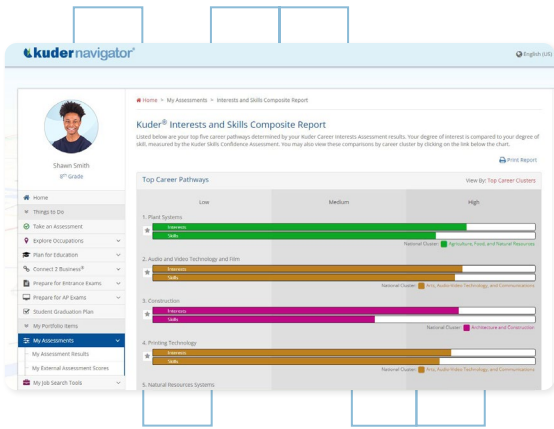 kuder navigator®
English (US)
Home > My Assessments > Interests and Skills Composite Report
Kuder® Interests and Skills Composite Report
Listed below are your top five career pathways determined by your Kuder Career Interests Assessment results. Your degree of interest is compared to your degree of
skill, measured by the Kuder Skills Confidence Assessment. You may also view these comparisons by career cluster by clicking on the link below the chart.
Print Report
Shawn Smith
8th Grade
Home
Things to Do
Take an Assessment
Explore Occupations
Plan for Education
Connect 2 Business®
Prepare for Entrance Exams
Prepare for AP Exams
Student Graduation Plan
My Portfolio Items
My Assessments
My Assessment Results
My External Assessment Scores
My Job Search Tools
Top Career Pathways
View By: Top Career Clusters
Low Medium High
1. Plant Systems
Interests
Skills
National Cluster: Agriculture, Food, and Natural Resources
2. Audio and Video Technology and Film
Interests
Skills
National Cluster: Arts, Audio-Video Technology, and Communications
3. Construction
Interests
Skills
National Cluster: Architecture and Construction
4. Printing Technology
Interests
Skills
National Cluster: Arts, Audio-Video Technology, and Communications
5. Natural Resources Systems